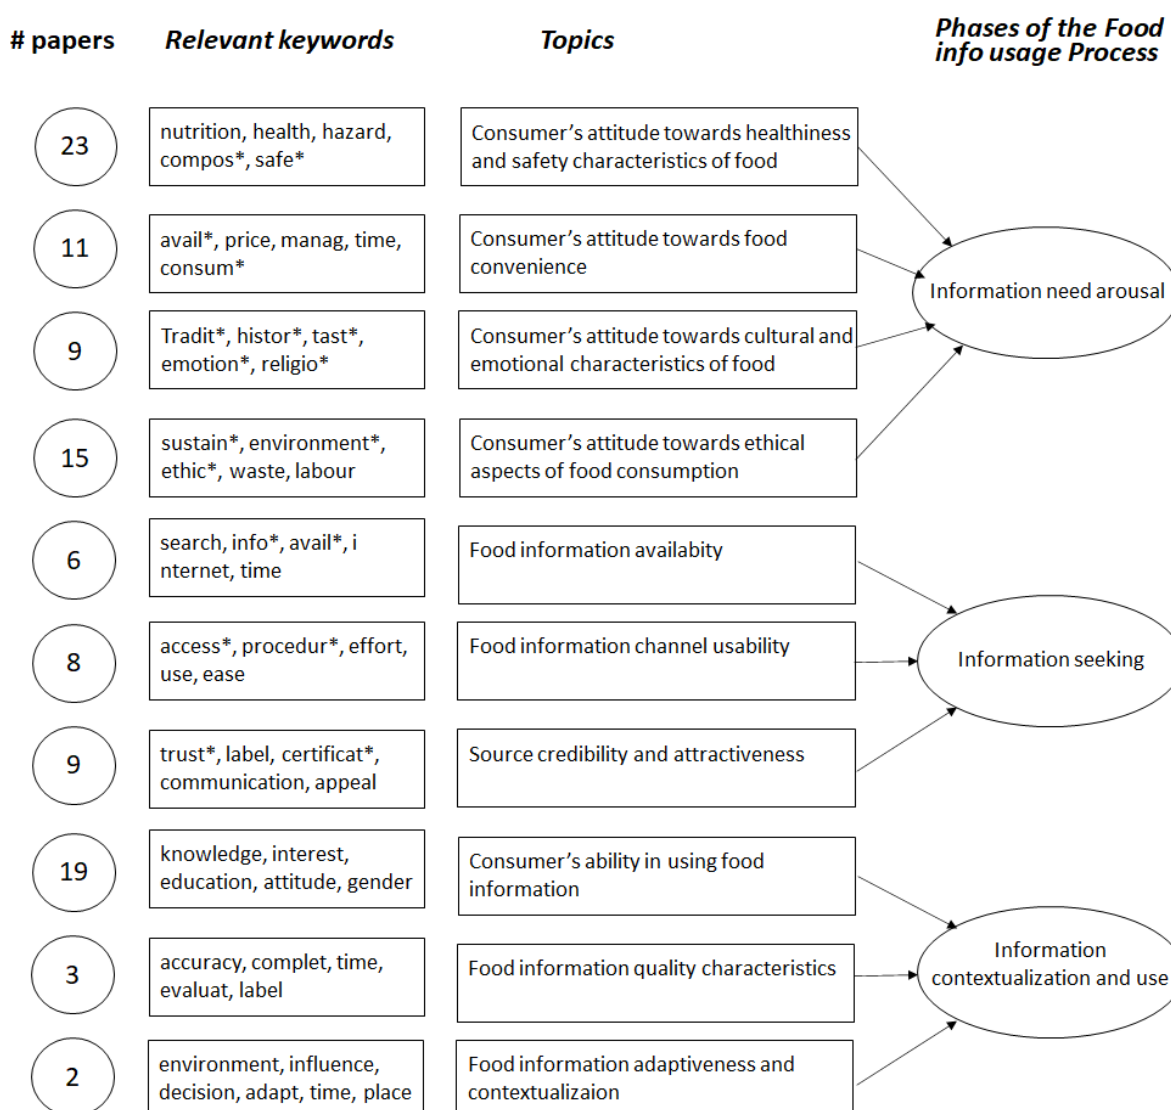 # papers
Relevant keywords
Topics
Phases of the Food
info usage Process
23
nutrition, health, hazard,
compos*, safe*
Consumer's attitude towards healthiness
and safety characteristics of food
11
avail*, price, manag, time,
consum*
Consumer's attitude towards food
convenience
Information need arousal
9
Tradit*, histor*, tast*,
emotion*, religio*
Consumer's attitude towards cultural and
emotional characteristics of food
15
sustain*, environment*,
ethic*, waste, labour
Consumer's attitude towards ethical
aspects of food consumption
6
search, info*, avail*, i
nternet, time
Food information availabity
8
access*, procedur*, effort,
use, ease
Food information channel usability
Information seeking
9
trust*, label, certificat*,
communication, appeal
Source credibility and attractiveness
19
knowledge, interest,
education, attitude, gender
Consumer's ability in using food
information
3
accuracy, complet, time,
evaluat, label
Food information quality characteristics
Information
contextualization and use
2
environment, influence,
decision, adapt, time, place
Food information adaptiveness and
contextualizaion